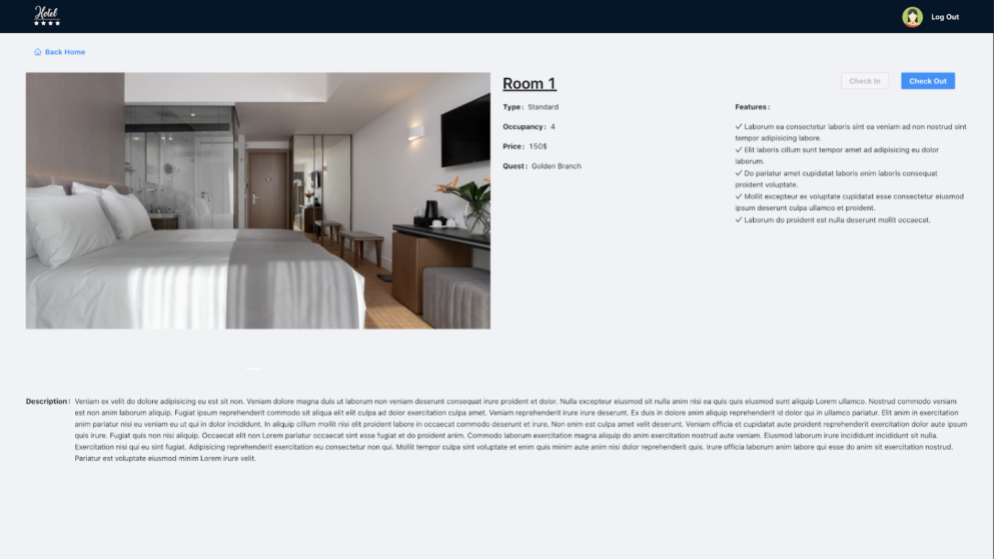 Hotel
Log Out
Back Home
Room 1
Check In
Check Out
Type: Standard
Occupancy: 4
Price: 150$
Quest: Golden Branch
Features:
✓ Laborum ea consectetur laboris sint ea veniam ad non nostrud sint
tempor adipisicing labore.
✓ Elit laboris cillum sunt tempor amet ad adipisicing eu dolor
laborum.
✓ Do pariatur amet cupidatat laboris enim laboris consequat
proident voluptate.
✓ Mollit excepteur ex voluptate cupidatat esse consectetur eiusmod
ipsum deserunt culpa ullamco et proident.
✓ Laborum do proident est nulla deserunt mollit occaecat.
Description: Veniam ex velit do dolore adipisicing eu est sit non. Veniam dolore magna duis ut laborum non veniam deserunt consequat irure proident et dolor. Nulla excepteur eiusmod sit nulla anim nisi ea quis quis eiusmod sunt aliquip Lorem ullamco. Nostrud commodo veniam
est non anim laborum aliquip. Fugiat ipsum reprehenderit commodo sit aliqua elit elit culpa ad dolor exercitation culpa amet. Veniam reprehenderit irure irure deserunt. Ex duis in dolore anim aliquip reprehenderit id dolor qui in ullamco pariatur. Elit anim in exercitation
anim pariatur nisi eu veniam eu ut qui in dolor incididunt. In aliquip cillum mollit nisi elit proident labore in occaecat commodo deserunt et irure. Non enim est culpa amet velit deserunt. Veniam officia et cupidatat aute proident reprehenderit exercitation dolor aute ipsum
quis irure. Fugiat quis non nisi aliquip. Occaecat elit non Lorem pariatur occaecat sint esse fugiat et do proident anim. Commodo laborum exercitation magna aliquip do anim exercitation nostrud aute veniam. Eiusmod laborum irure incididunt incididunt sit nulla.
Exercitation nisi qui eu sint fugiat. Adipisicing reprehenderit exercitation eu consectetur non qui. Mollit tempor culpa sint voluptate et enim quis minim aute anim nisi dolor reprehenderit quis. Irure officia laborum anim labore qui esse do anim sit exercitation nostrud.
Pariatur est voluptate eiusmod minim Lorem irure velit.